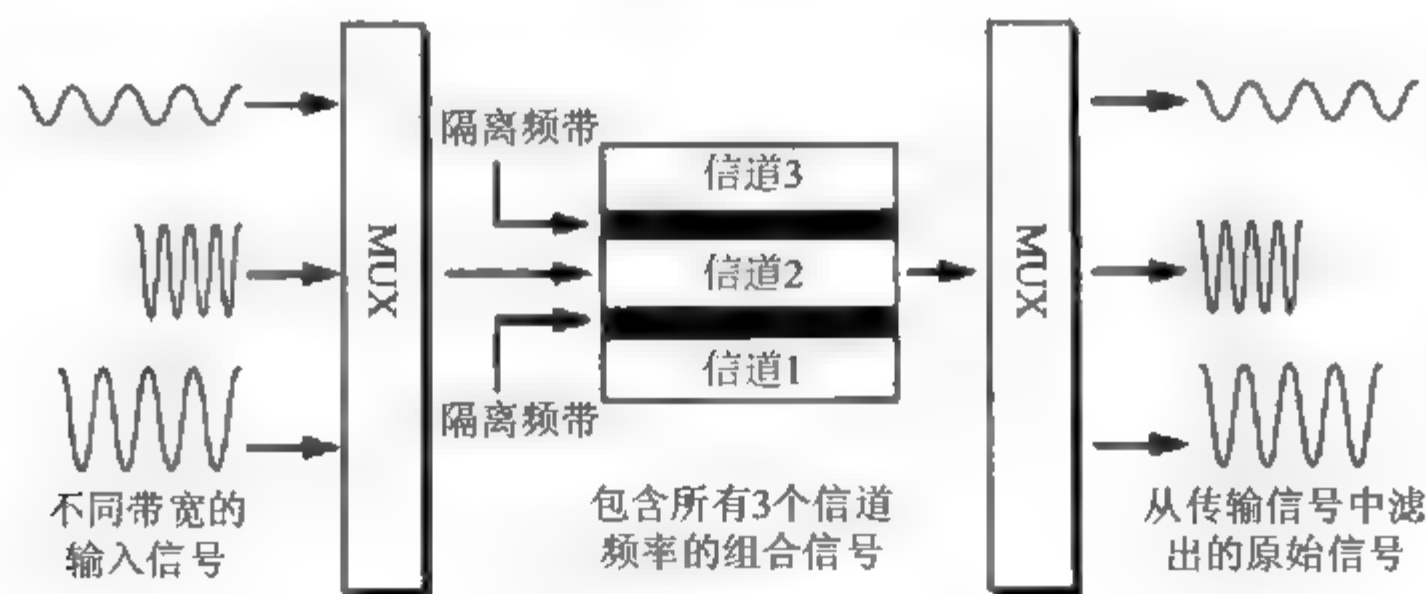 隔离频带
信道3
MUX
信道2
MUX
信道1
隔离频带
不同带宽的
输入信号
包含所有3个信道
频率的组合信号
从传输信号中滤
出的原始信号